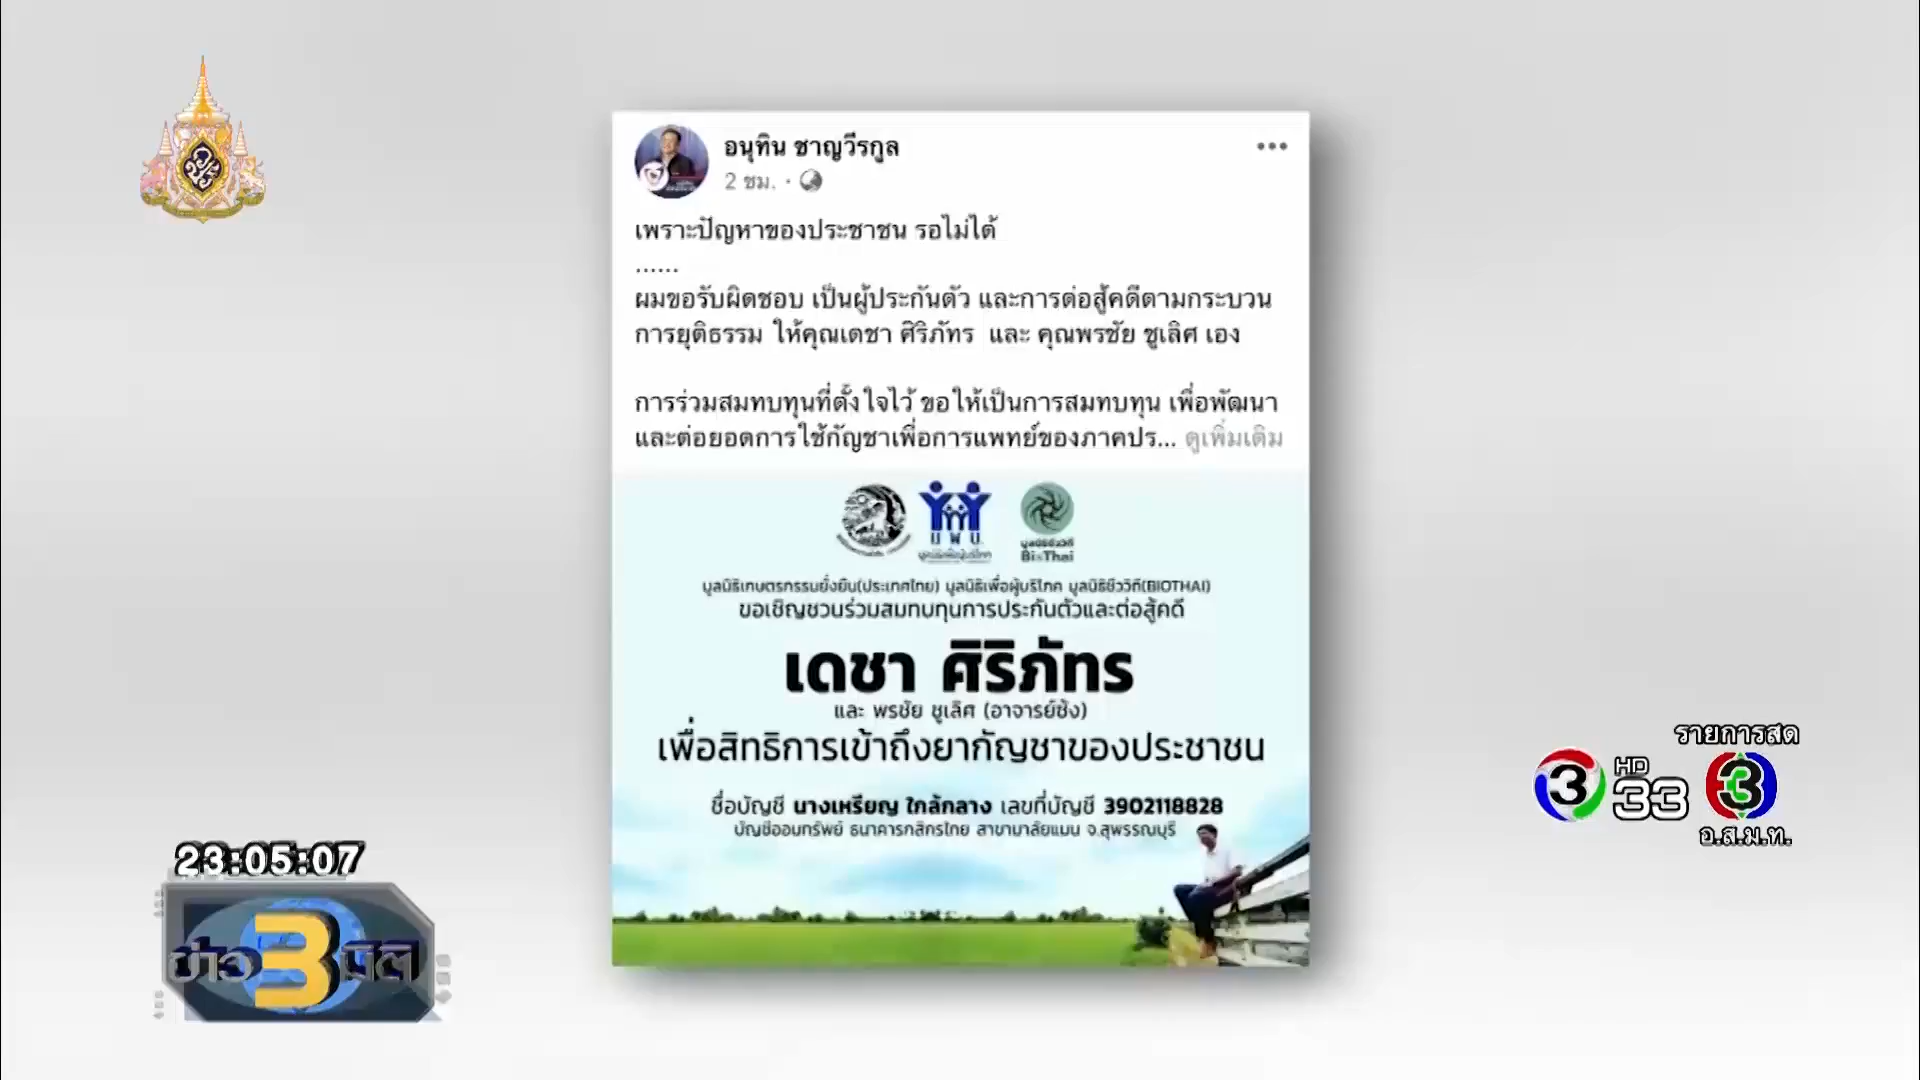 อนุทิน ชาญวีรกูล
2 ชม.
เพราะปัญหาของประชาชน รอไม่ได้
......
ผมขอรับผิดชอบ เป็นผู้ประกันตัว และการต่อสู้คดีตามกระบวน
การยุติธรรม ให้คุณเดชา ศิริภัทร และ คุณพรชัย ชูเลิศ เอง
การร่วมสมทบทุนที่ตั้งใจไว้ ขอให้เป็นการสมทบทุน เพื่อพัฒนา
และต่อยอดการใช้กัญชาเพื่อการแพทย์ของภาคปร... ดูเพิ่มเติม
มูลนิธิชีววิถี
BioThai
มูลนิธิเกษตรกรรมยั่งยืน(ประเทศไทย) มูลนิธิเพื่อผู้บริโภค มูลนิธิชีววิถี(BIOTHAI)
ขอเชิญชวนร่วมสมทบทุนการประกันตัวและต่อสู้คดี
เดชา ศิริภัทร
และ พรชัย ชูเลิศ (อาจารย์ซ้ง)
เพื่อสิทธิการเข้าถึงยากัญชาของประชาชน
ชื่อบัญชี นางเหรียญ ใกล้กลาง เลขที่บัญชี 3902118828
บัญชีออมทรัพย์ ธนาคารกสิกรไทย สาขามาลัยแมน จ.สุพรรณบุรี
รายการสด
3 HD 33 3
อ.ส.ม.ท.
23:05:07
ข่าว 3 มิติ